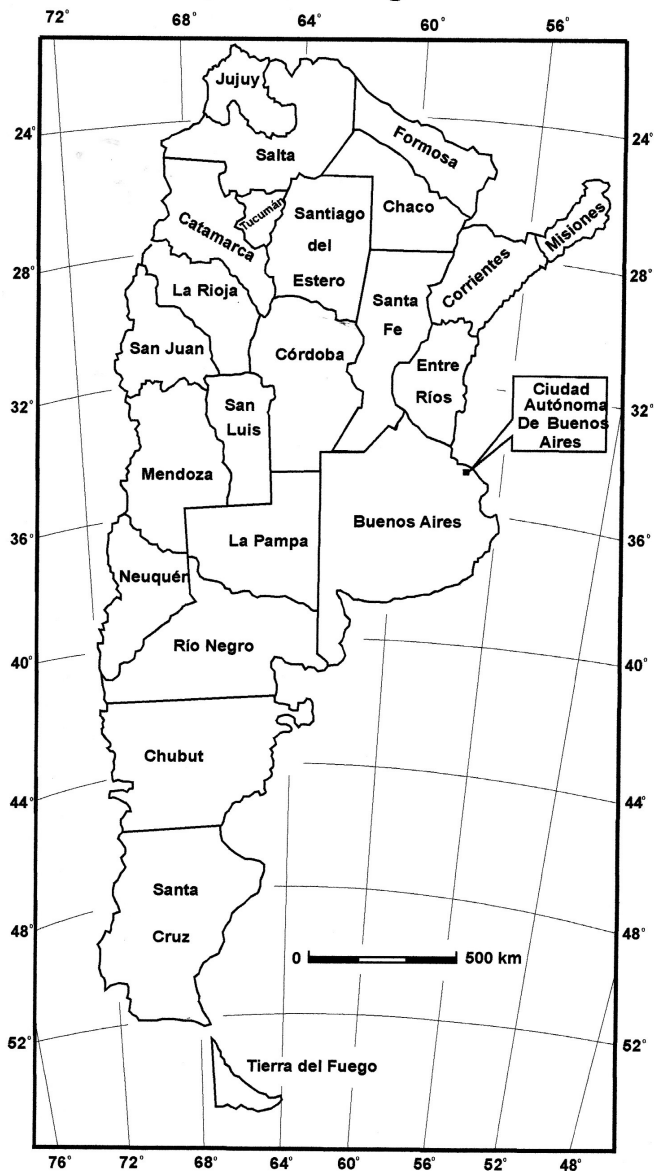 72° 68° 64° 60° 56°
Jujuy
24° 24°
Formosa
Salta
Chaco
Tucumán
Santiago
del
Estero
Misiones
Catamarca
Corrientes
28° 28°
La Rioja
Santa
Fe
San Juan
Córdoba
Entre
Ríos
Ciudad
Autónoma
De Buenos
Aires
32° 32°
San
Luis
Mendoza
Buenos Aires
36° 36°
La Pampa
Neuquén
Río Negro
40° 40°
Chubut
44° 44°
Santa
Cruz
48° 48°
0 500 km
52° 52°
Tierra del Fuego
76° 72° 68° 64° 60° 56° 52° 48°